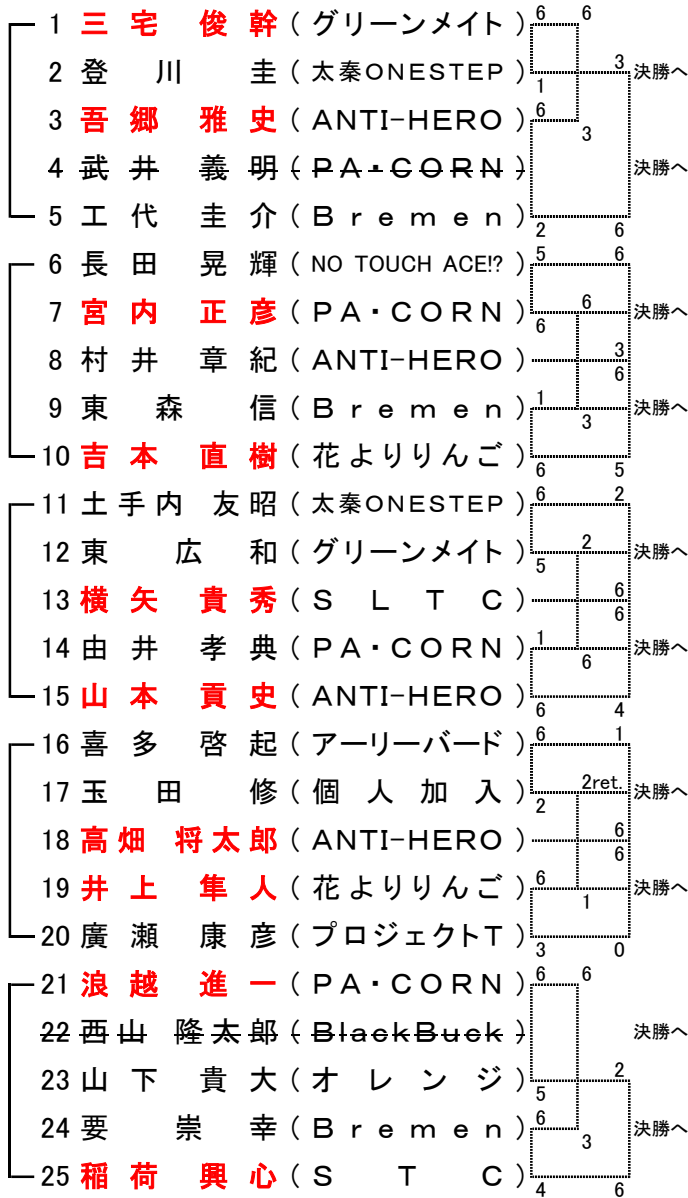 6 6
1 三宅 俊幹 ( グリーンメイト )
2 登川 圭 ( 太秦ONESTEP ) 3 決勝へ
1
3 吾郷 雅史 ( ANTI-HERO ) 6
3
4 武井 義明 ( PA・CORN ) 決勝へ
5 工代 圭介 ( Bremen )
2 6
6 長田 晃輝 ( NO TOUCH ACE!? ) 5 6
7 宮内 正彦 ( PA・CORN ) 6 決勝へ
6
8 村井 章紀 ( ANTI-HERO ) 3
6
9 東森 信 ( Bremen ) 1 決勝へ
3
10 吉本 直樹 ( 花よりりんご )
6 5
11 土手内 友昭 ( 太秦ONESTEP ) 6 2
12 東 広和 ( グリーンメイト ) 2 決勝へ
5
13 横矢 貴秀 ( SLTC ) 6
6
14 由井 孝典 ( PA・CORN ) 1 決勝へ
6
15 山本 貢史 ( ANTI-HERO )
6 4
16 喜多 啓起 ( アーリーバード ) 6 1
17 玉田 修 ( 個人加入 ) 2ret. 決勝へ
2
18 高畑 将太郎 ( ANTI-HERO ) 6
6
19 井上 隼人 ( 花よりりんご ) 6 決勝へ
1
20 廣瀬 康彦 ( プロジェクトT )
3 0
21 浪越 進一 ( PA・CORN ) 6 6
22 西山 隆太郎 ( BlackBuck ) 決勝へ
23 山下 貴大 ( オレンジ ) 2
5
24 要 崇幸 ( Bremen ) 6 決勝へ
3
25 稲荷 興心 ( STC )
4 6